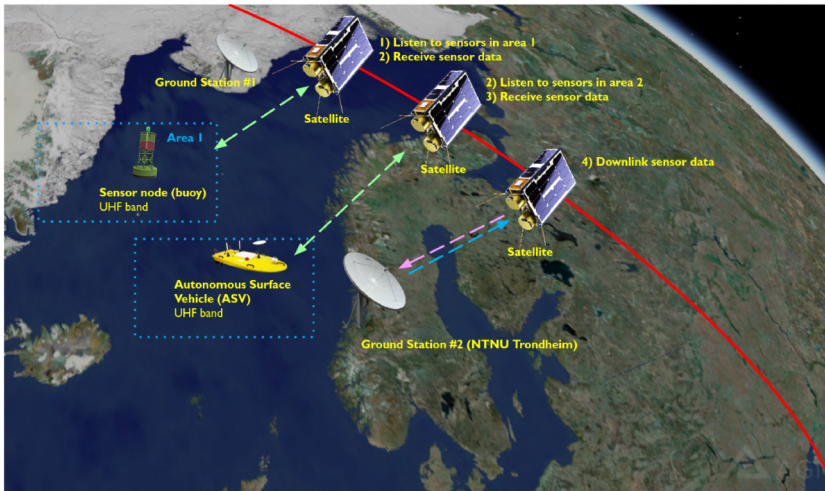 1) Listen to sensors in area 1
2) Receive sensor data
Ground Station #1
Satellite
2) Listen to sensors in area 2
3) Receive sensor data
Area 1
Satellite
4) Downlink sensor data
Sensor node (buoy)
UHF band
Satellite
Autonomous Surface
Vehicle (ASV)
UHF band
Ground Station #2 (NTNU Trondheim)